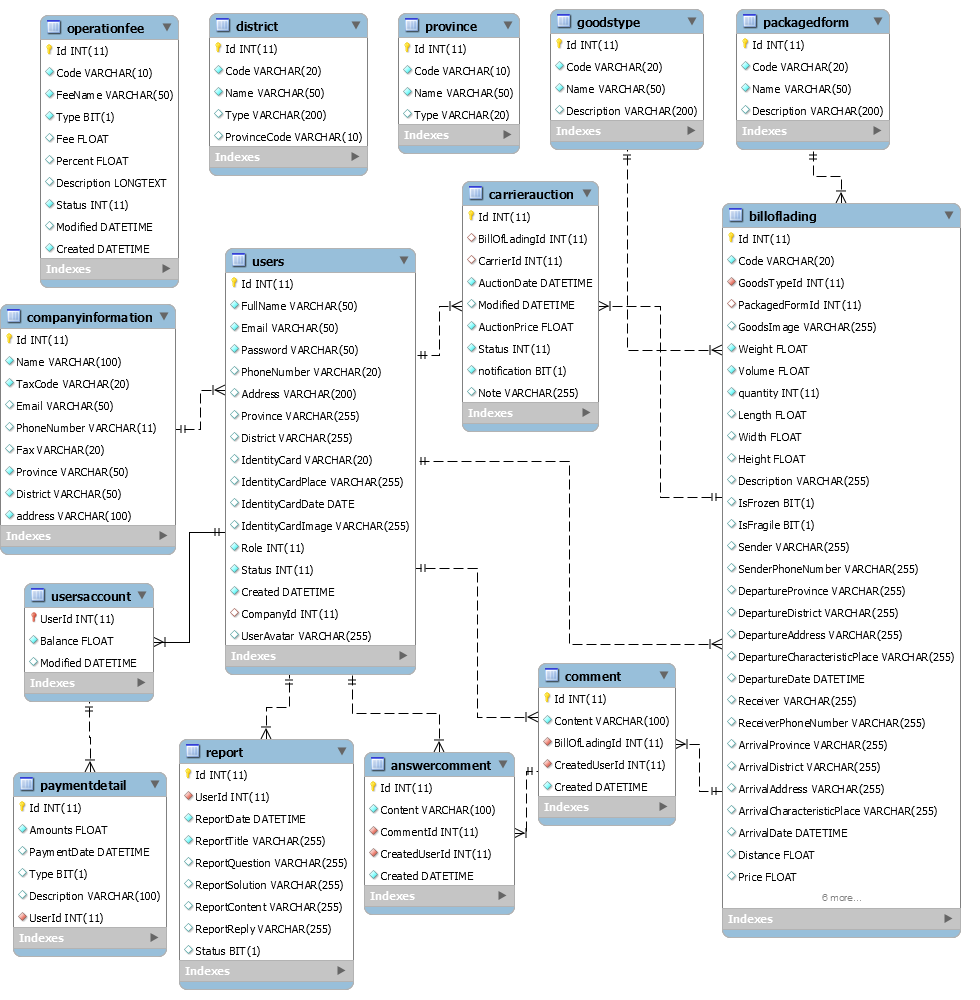 operationfee
Id INT(11)
Code VARCHAR(10)
FeeName VARCHAR(50)
Type BIT(1)
Fee FLOAT
Percent FLOAT
Description LONGTEXT
Status INT(11)
Modified DATETIME
Created DATETIME
Indexes
district
Id INT(11)
Code VARCHAR(20)
Name VARCHAR(50)
Type VARCHAR(200)
ProvinceCode VARCHAR(10)
Indexes
province
Id INT(11)
Code VARCHAR(10)
Name VARCHAR(50)
Type VARCHAR(20)
Indexes
goodstype
Id INT(11)
Code VARCHAR(20)
Name VARCHAR(50)
Description VARCHAR(200)
Indexes
packagedform
Id INT(11)
Code VARCHAR(20)
Name VARCHAR(50)
Description VARCHAR(200)
Indexes
carrierauction
Id INT(11)
BillOfLadingId INT(11)
CarrierId INT(11)
AuctionDate DATETIME
Modified DATETIME
AuctionPrice FLOAT
Status INT(11)
notification BIT(1)
Note VARCHAR(255)
Indexes
billoflading
Id INT(11)
Code VARCHAR(20)
GoodsTypeId INT(11)
PackagedFormId INT(11)
GoodsImage VARCHAR(255)
Weight FLOAT
Volume FLOAT
quantity INT(11)
Length FLOAT
Width FLOAT
Height FLOAT
Description VARCHAR(255)
IsFrozen BIT(1)
IsFragile BIT(1)
Sender VARCHAR(255)
SenderPhoneNumber VARCHAR(255)
DepartureProvince VARCHAR(255)
DepartureDistrict VARCHAR(255)
DepartureAddress VARCHAR(255)
DepartureCharacteristicPlace VARCHAR(255)
DepartureDate DATETIME
Receiver VARCHAR(255)
ReceiverPhoneNumber VARCHAR(255)
ArrivalProvince VARCHAR(255)
ArrivalDistrict VARCHAR(255)
ArrivalAddress VARCHAR(255)
ArrivalCharacteristicPlace VARCHAR(255)
ArrivalDate DATETIME
Distance FLOAT
Price FLOAT
6 more...
Indexes
users
Id INT(11)
FullName VARCHAR(50)
Email VARCHAR(50)
Password VARCHAR(50)
PhoneNumber VARCHAR(20)
Address VARCHAR(200)
Province VARCHAR(255)
District VARCHAR(255)
IdentityCard VARCHAR(20)
IdentityCardPlace VARCHAR(255)
IdentityCardDate DATE
IdentityCardImage VARCHAR(255)
Role INT(11)
Status INT(11)
Created DATETIME
CompanyId INT(11)
UserAvatar VARCHAR(255)
Indexes
companyinformation
Id INT(11)
Name VARCHAR(100)
TaxCode VARCHAR(20)
Email VARCHAR(50)
PhoneNumber VARCHAR(11)
Fax VARCHAR(20)
Province VARCHAR(50)
District VARCHAR(50)
address VARCHAR(100)
Indexes
usersaccount
UserId INT(11)
Balance FLOAT
Modified DATETIME
Indexes
paymentdetail
Id INT(11)
Amounts FLOAT
PaymentDate DATETIME
Type BIT(1)
Description VARCHAR(100)
UserId INT(11)
Indexes
report
Id INT(11)
UserId INT(11)
ReportDate DATETIME
ReportTitle VARCHAR(255)
ReportQuestion VARCHAR(255)
ReportSolution VARCHAR(255)
ReportContent VARCHAR(255)
ReportReply VARCHAR(255)
Status BIT(1)
Indexes
answercomment
Id INT(11)
Content VARCHAR(100)
CommentId INT(11)
CreatedUserId INT(11)
Created DATETIME
Indexes
comment
Id INT(11)
Content VARCHAR(100)
BillOfLadingId INT(11)
CreatedUserId INT(11)
Created DATETIME
Indexes